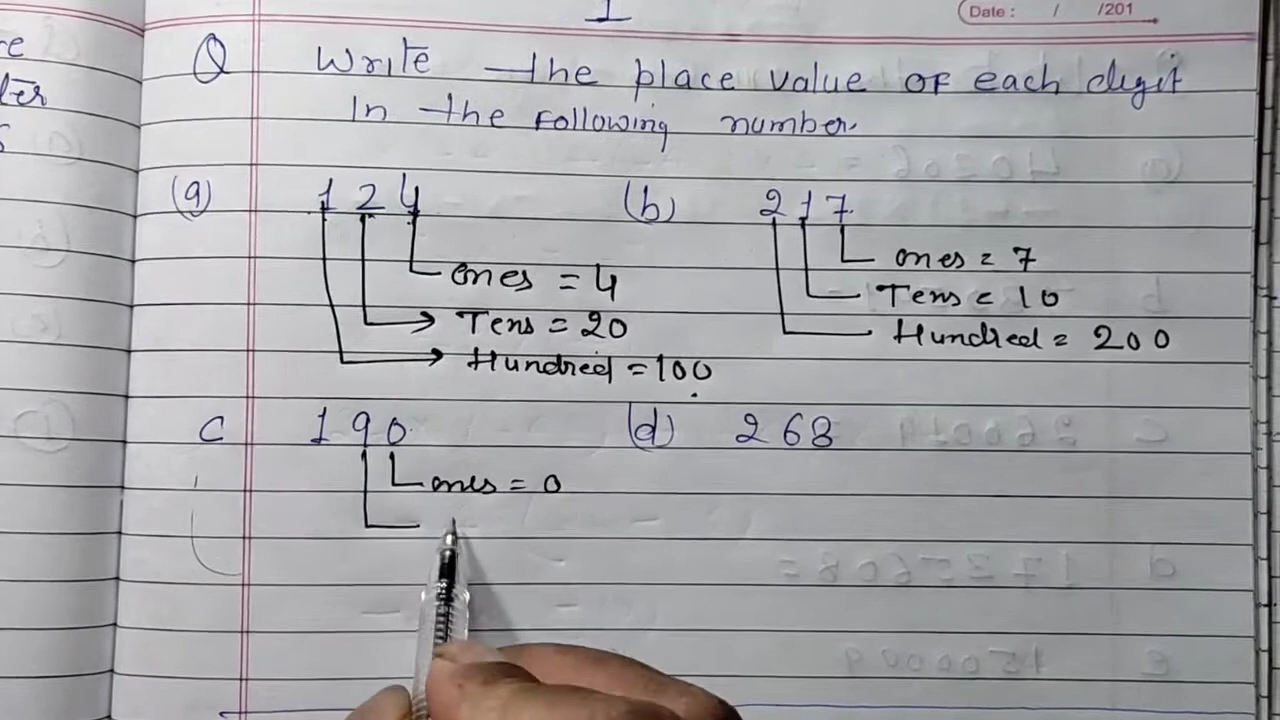 1
Date : / /201
Q Write the place value of each digit
in the following number.
(a) 1 2 4 (b) 2 1 7
ones = 4 ones = 7
Tens = 20 Tens = 10
Hundred = 100 Hundred = 200
c 1 9 0 (d) 2 6 8
ones = 0